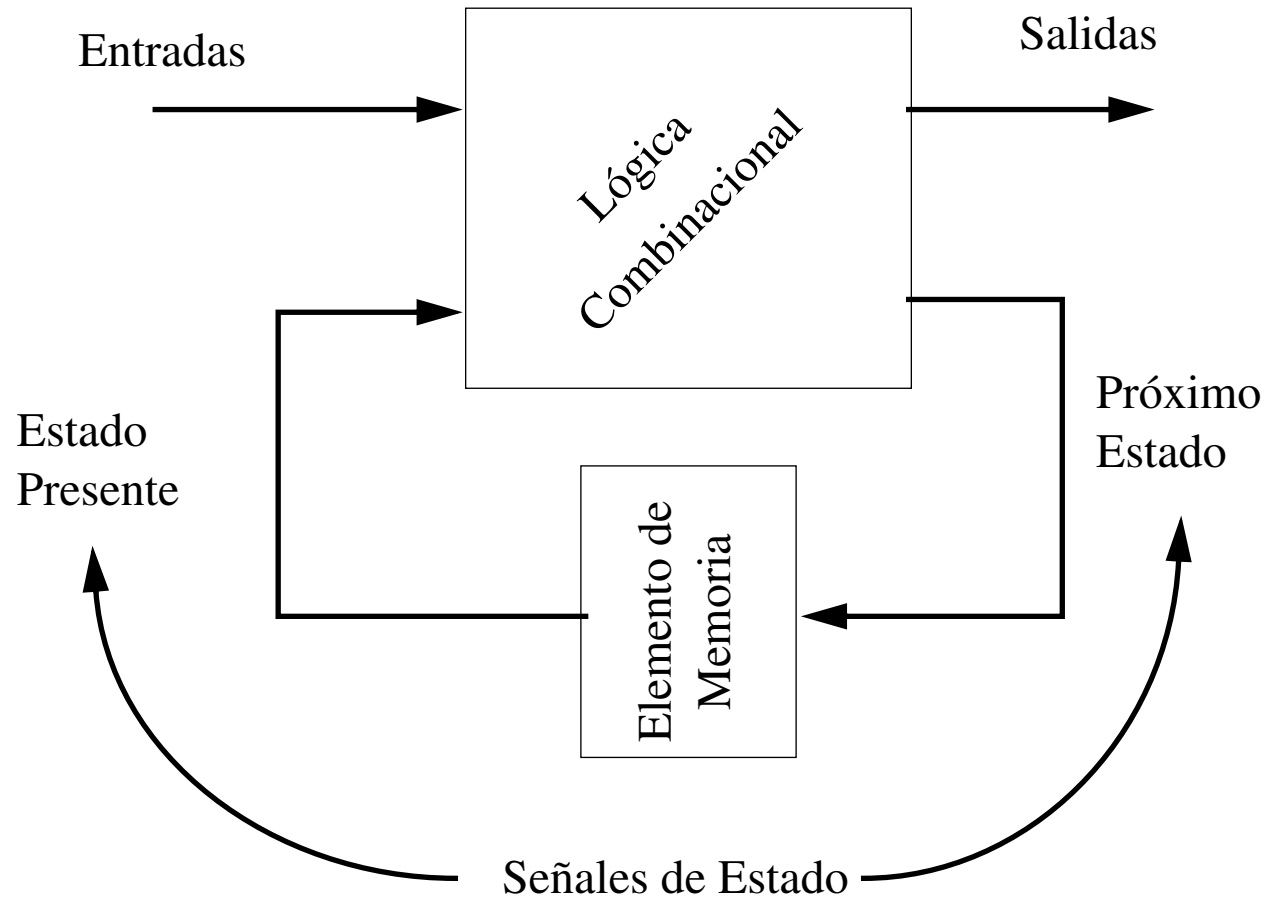 Entradas
Salidas
Lógica
Combinacional
Estado
Presente
Próximo
Estado
Elemento de
Memoria
Señales de Estado